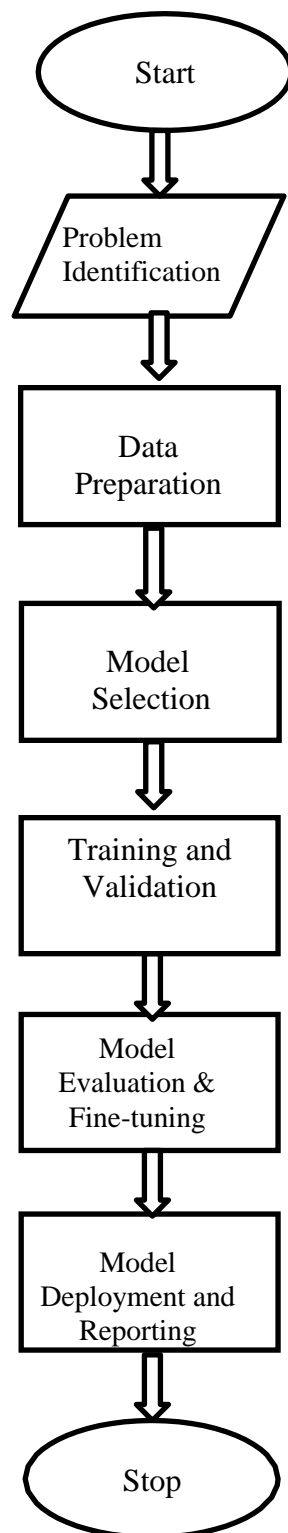 Start
Problem
Identification
Data
Preparation
Model
Selection
Training and
Validation
Model
Evaluation &
Fine-tuning
Model
Deployment and
Reporting
Stop